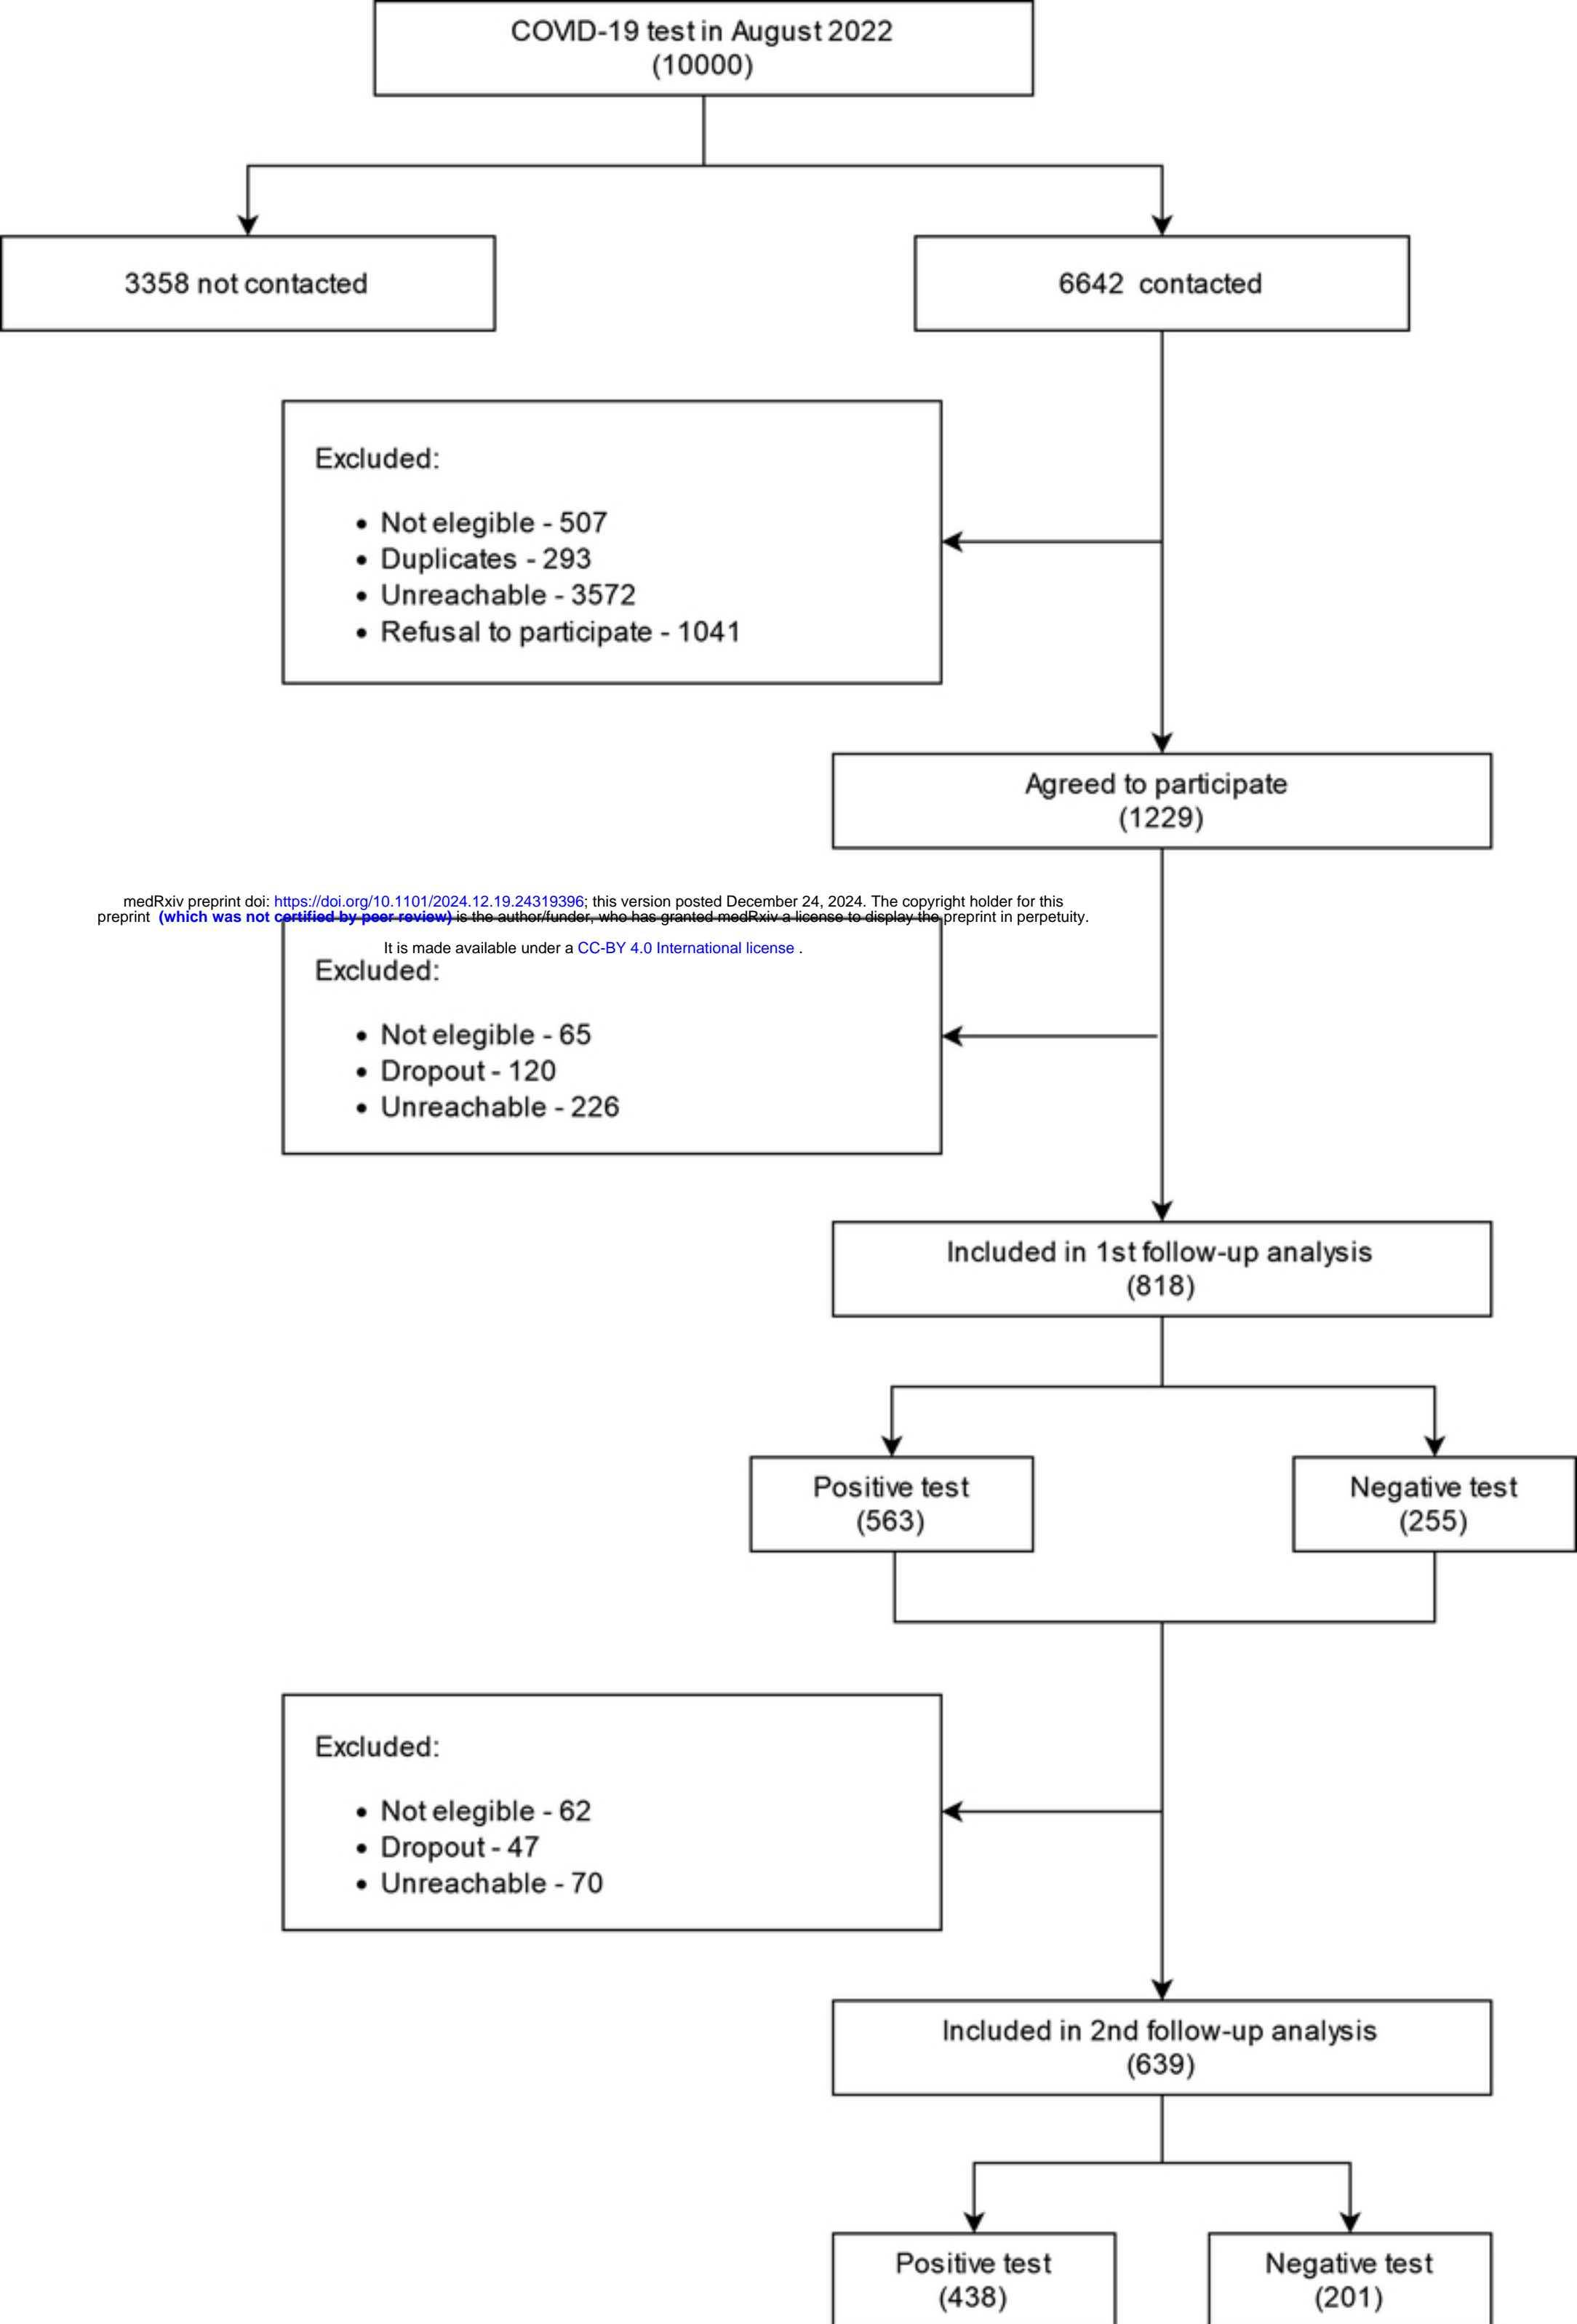 COVID-19 test in August 2022
(10000)
3358 not contacted
6642 contacted
Excluded:
• Not elegible - 507
• Duplicates - 293
• Unreachable - 3572
• Refusal to participate - 1041
Agreed to participate
(1229)
medRxiv preprint doi: https://doi.org/10.1101/2024.12.19.24319396; this version posted December 24, 2024. The copyright holder for this
preprint (which was not certified by peer review) is the author/funder, who has granted medRxiv a license to display the preprint in perpetuity.
It is made available under a CC-BY 4.0 International license .
Excluded:
• Not elegible - 65
• Dropout - 120
• Unreachable - 226
Included in 1st follow-up analysis
(818)
Positive test
(563)
Negative test
(255)
Excluded:
• Not elegible - 62
• Dropout - 47
• Unreachable - 70
Included in 2nd follow-up analysis
(639)
Positive test
(438)
Negative test
(201)